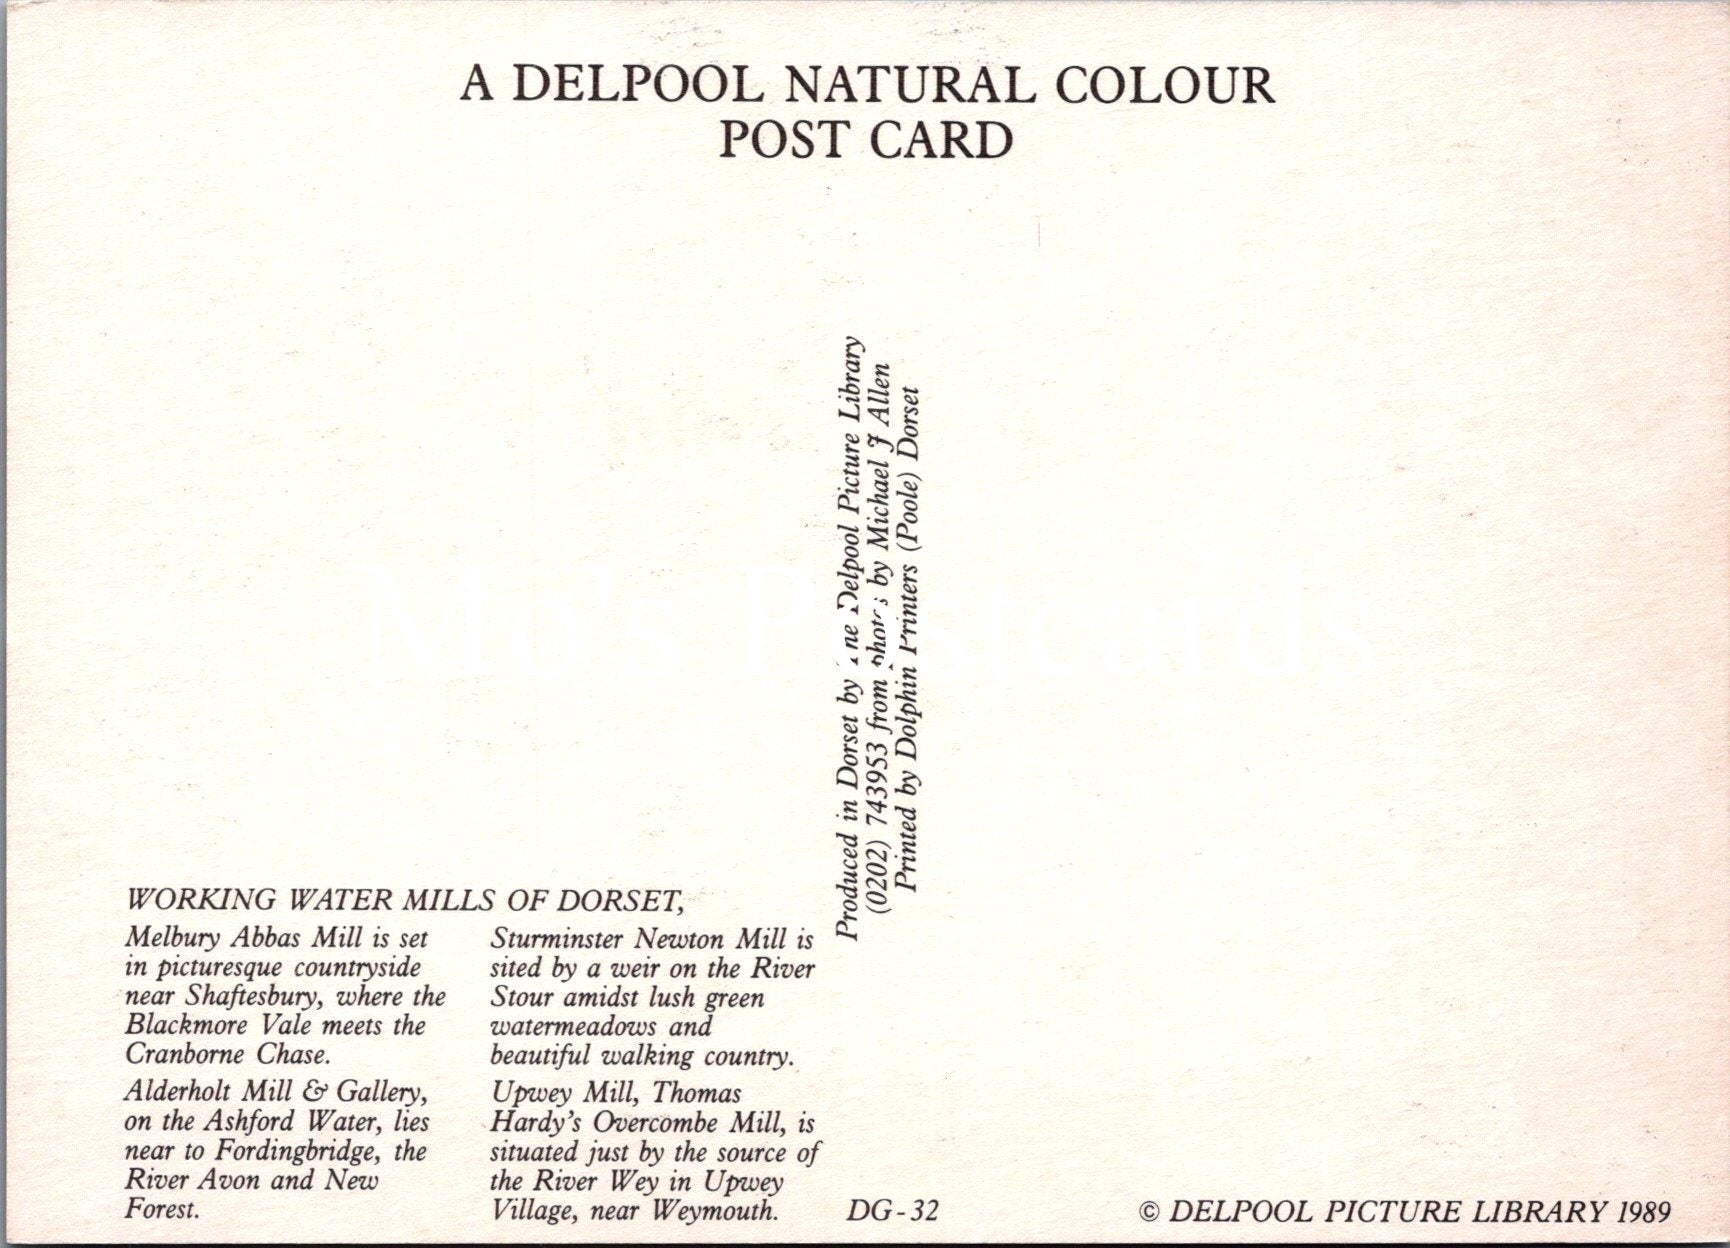 A DELPOOL NATURAL COLOUR
POST CARD
Produced in Dorset by Delpool Picture Library
(0202) 743953 from by Michael J Allen
Printed by Dolphin Printers (Poole) Dorset
WORKING WATER MILLS OF DORSET,
Melbury Abbas Mill is set
in picturesque countryside
near Shaftesbury, where the
Blackmore Vale meets the
Cranborne Chase.
Alderholt Mill & Gallery,
on the Ashford Water, lies
near to Fordingbridge, the
River Avon and New
Forest.
Sturminster Newton Mill is
sited by a weir on the River
Stour amidst lush green
watermeadows and
beautiful walking country.
Upwey Mill, Thomas
Hardy's Overcombe Mill, is
situated just by the source of
the River Wey in Upwey
Village, near Weymouth.
DG-32
© DELPOOL PICTURE LIBRARY 1989